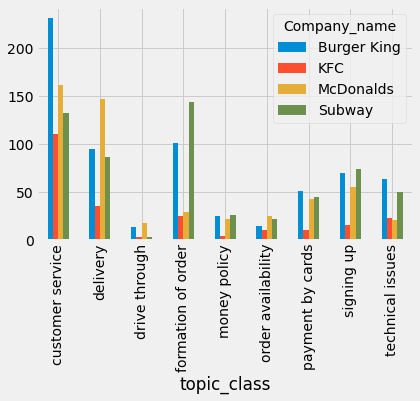 Company_name
Burger King
KFC
McDonalds
Subway
200
150
100
50
0
customer service
delivery
drive through
formation of order
money policy
order availability
payment by cards
signing up
technical issues
topic_class